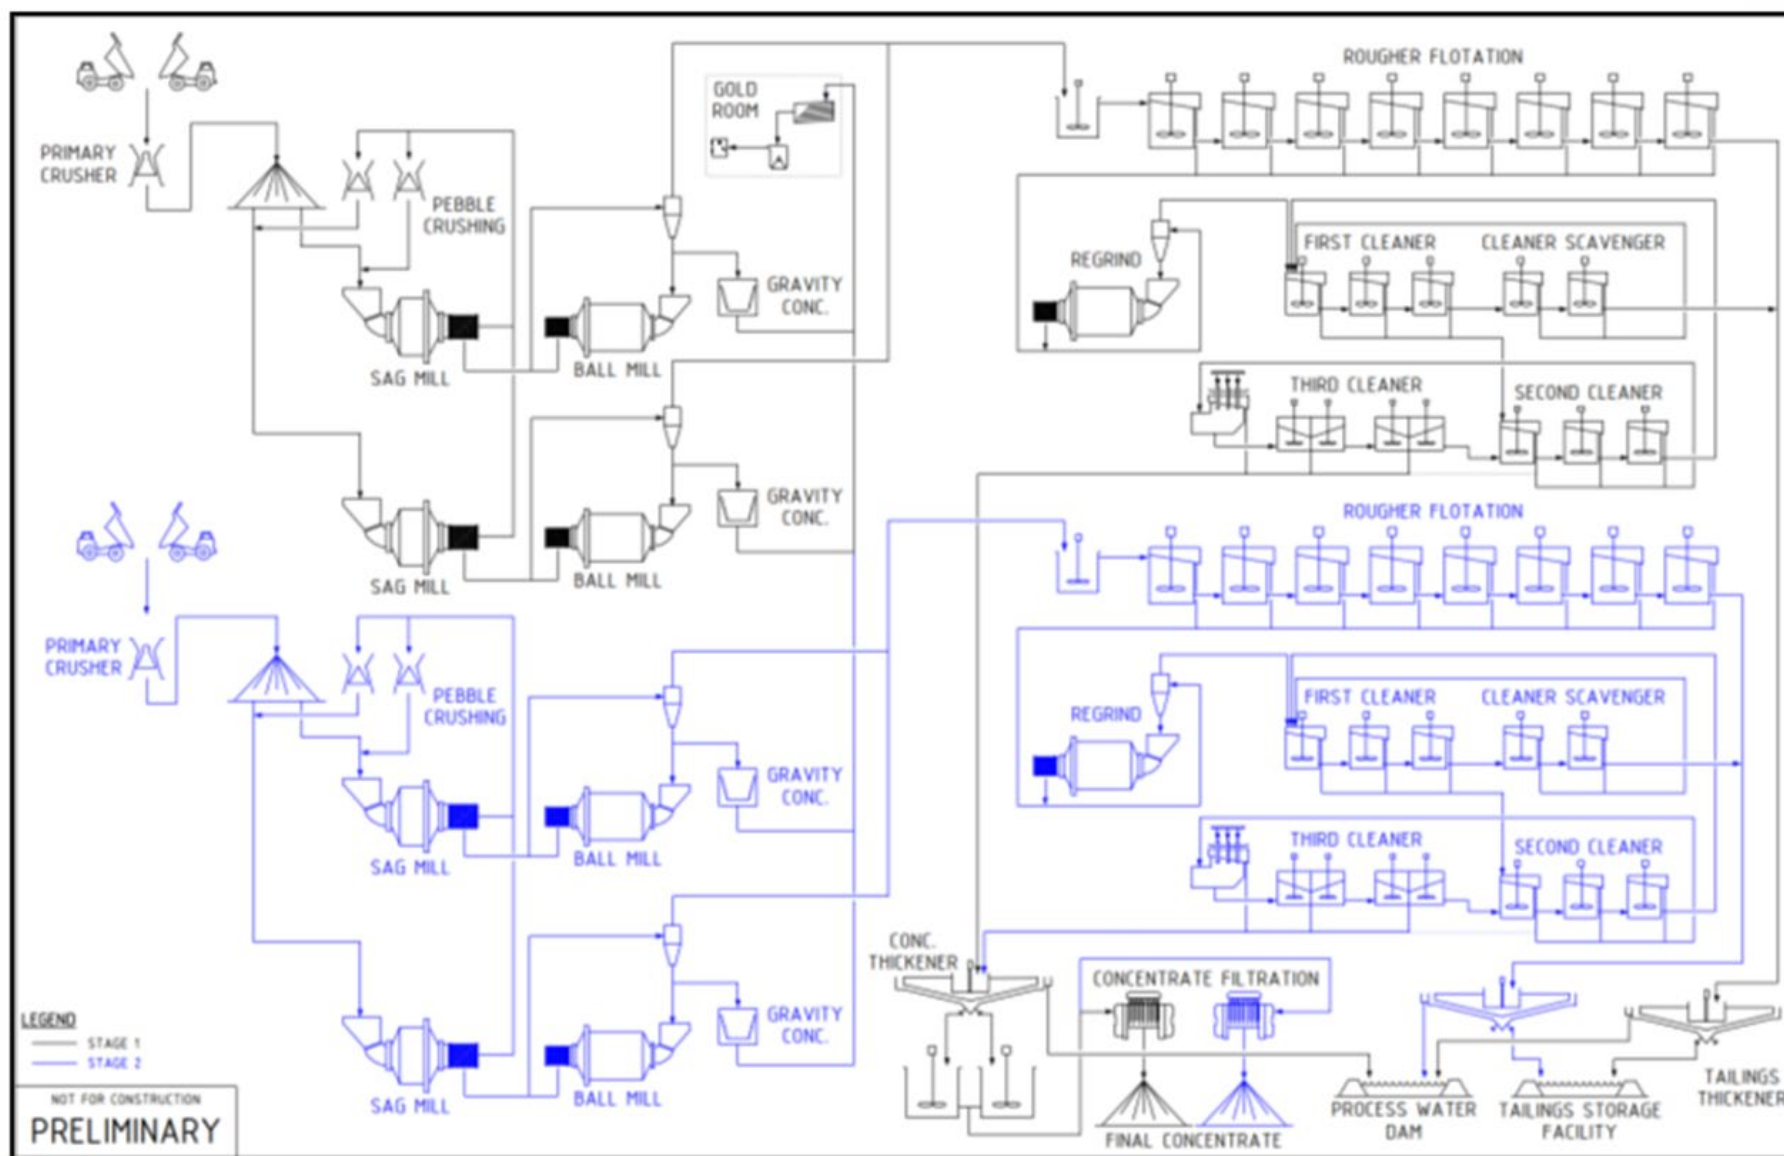 ROUGHER FLOTATION
GOLD
ROOM
PRIMARY
CRUSHER
PEBBLE
CRUSHING
GRAVITY
CONC.
SAG MILL
BALL MILL
REGRIND
FIRST CLEANER
CLEANER SCAVENGER
THIRD CLEANER
SECOND CLEANER
GRAVITY
CONC.
SAG MILL
BALL MILL
ROUGHER FLOTATION
PRIMARY
CRUSHER
PEBBLE
CRUSHING
GRAVITY
CONC.
SAG MILL
BALL MILL
REGRIND
FIRST CLEANER
CLEANER SCAVENGER
THIRD CLEANER
SECOND CLEANER
GRAVITY
CONC.
SAG MILL
BALL MILL
CONC.
THICKENER
CONCENTRATE FILTRATION
FINAL CONCENTRATE
PROCESS WATER
DAM
TAILINGS STORAGE
FACILITY
TAILINGS
THICKENER
LEGEND
STAGE 1
STAGE 2
NOT FOR CONSTRUCTION
PRELIMINARY